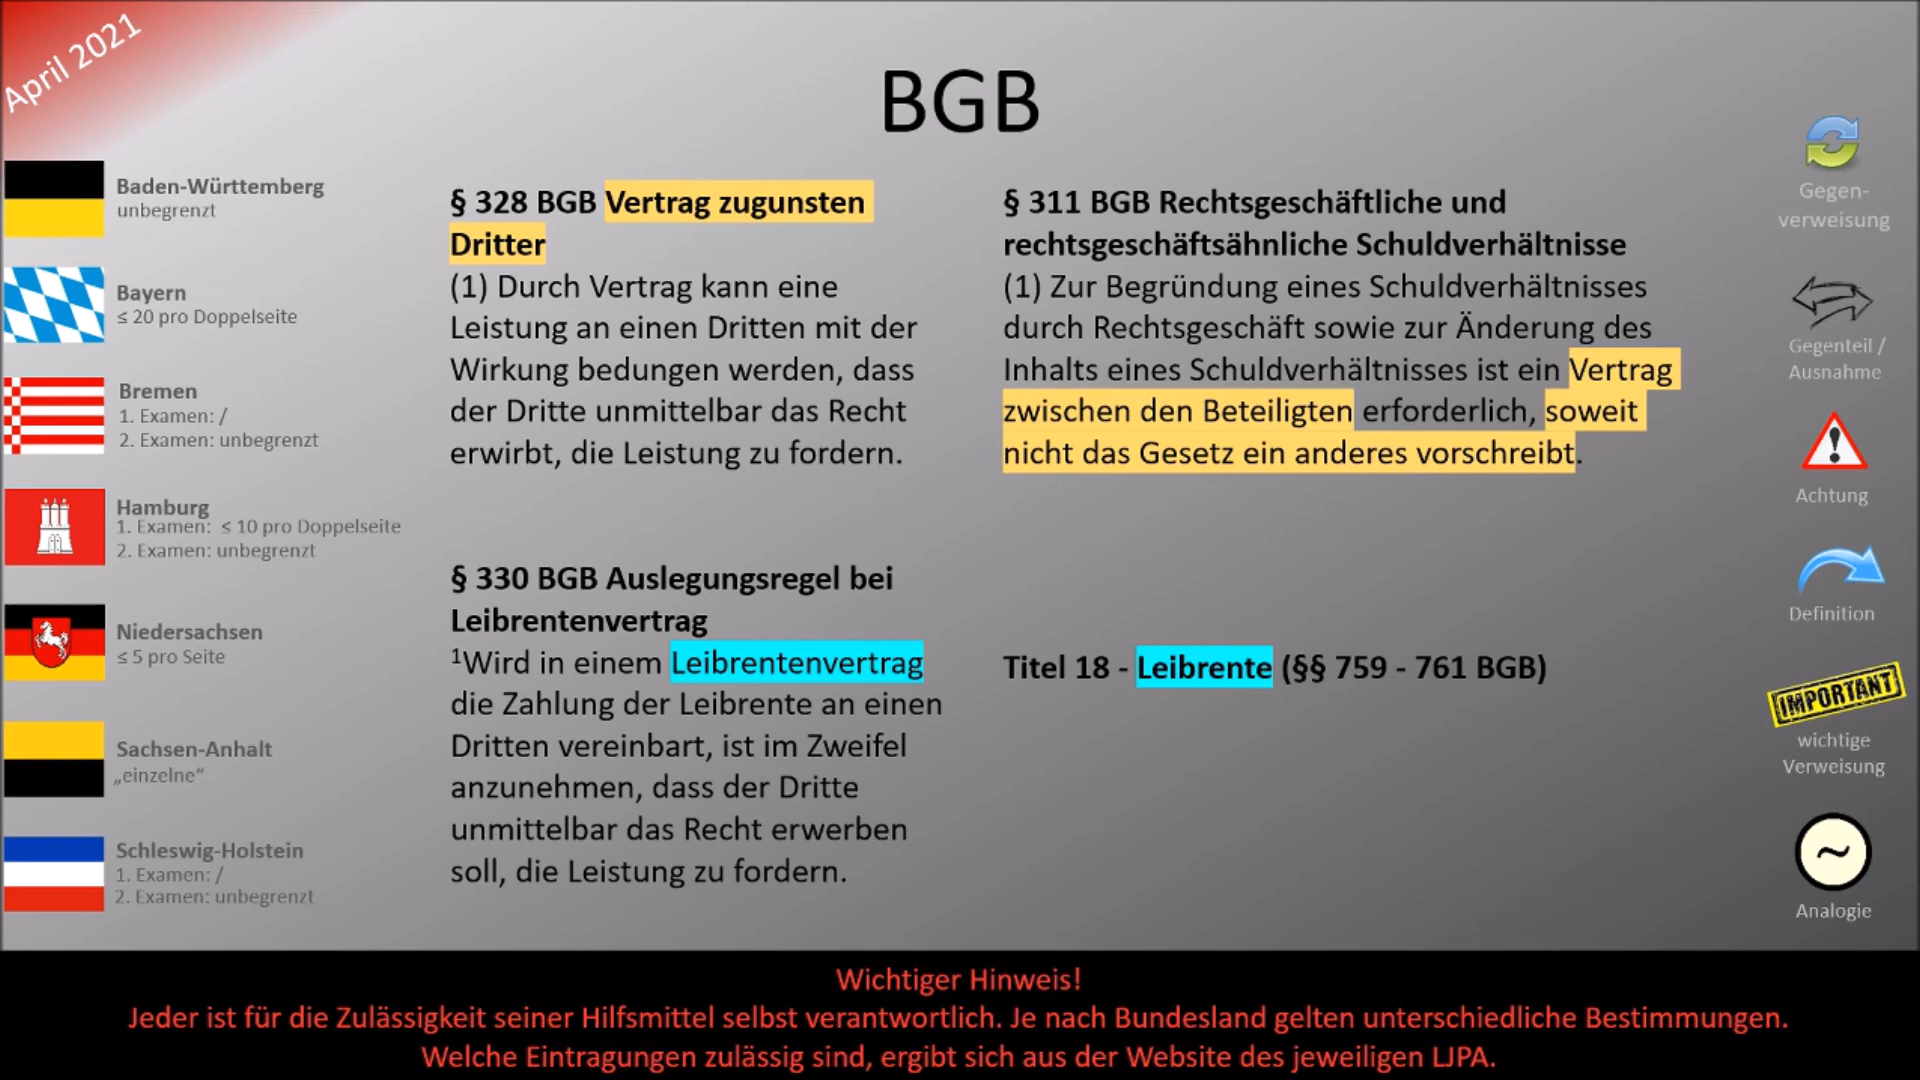 April 2021
BGB
Baden-Württemberg
unbegrenzt
Bayern
≤ 20 pro Doppelseite
Bremen
1. Examen: /
2. Examen: unbegrenzt
Hamburg
1. Examen: ≤ 10 pro Doppelseite
2. Examen: unbegrenzt
Niedersachsen
≤ 5 pro Seite
Sachsen-Anhalt
„einzelne“
Schleswig-Holstein
1. Examen: /
2. Examen: unbegrenzt
§ 328 BGB Vertrag zugunsten
Dritter
(1) Durch Vertrag kann eine
Leistung an einen Dritten mit der
Wirkung bedungen werden, dass
der Dritte unmittelbar das Recht
erwirbt, die Leistung zu fordern.
§ 330 BGB Auslegungsregel bei
Leibrentenvertrag
¹Wird in einem Leibrentenvertrag
die Zahlung der Leibrente an einen
Dritten vereinbart, ist im Zweifel
anzunehmen, dass der Dritte
unmittelbar das Recht erwerben
soll, die Leistung zu fordern.
§ 311 BGB Rechtsgeschäftliche und
rechtsgeschäftsähnliche Schuldverhältnisse
(1) Zur Begründung eines Schuldverhältnisses
durch Rechtsgeschäft sowie zur Änderung des
Inhalts eines Schuldverhältnisses ist ein Vertrag
zwischen den Beteiligten erforderlich, soweit
nicht das Gesetz ein anderes vorschreibt.
Titel 18 - Leibrente (§§ 759 - 761 BGB)
Gegen-
verweisung
Gegenteil /
Ausnahme
Achtung
Definition
IMPORTANT
wichtige
Verweisung
~
Analogie
Wichtiger Hinweis!
Jeder ist für die Zulässigkeit seiner Hilfsmittel selbst verantwortlich. Je nach Bundesland gelten unterschiedliche Bestimmungen.
Welche Eintragungen zulässig sind, ergibt sich aus der Website des jeweiligen LJPA.